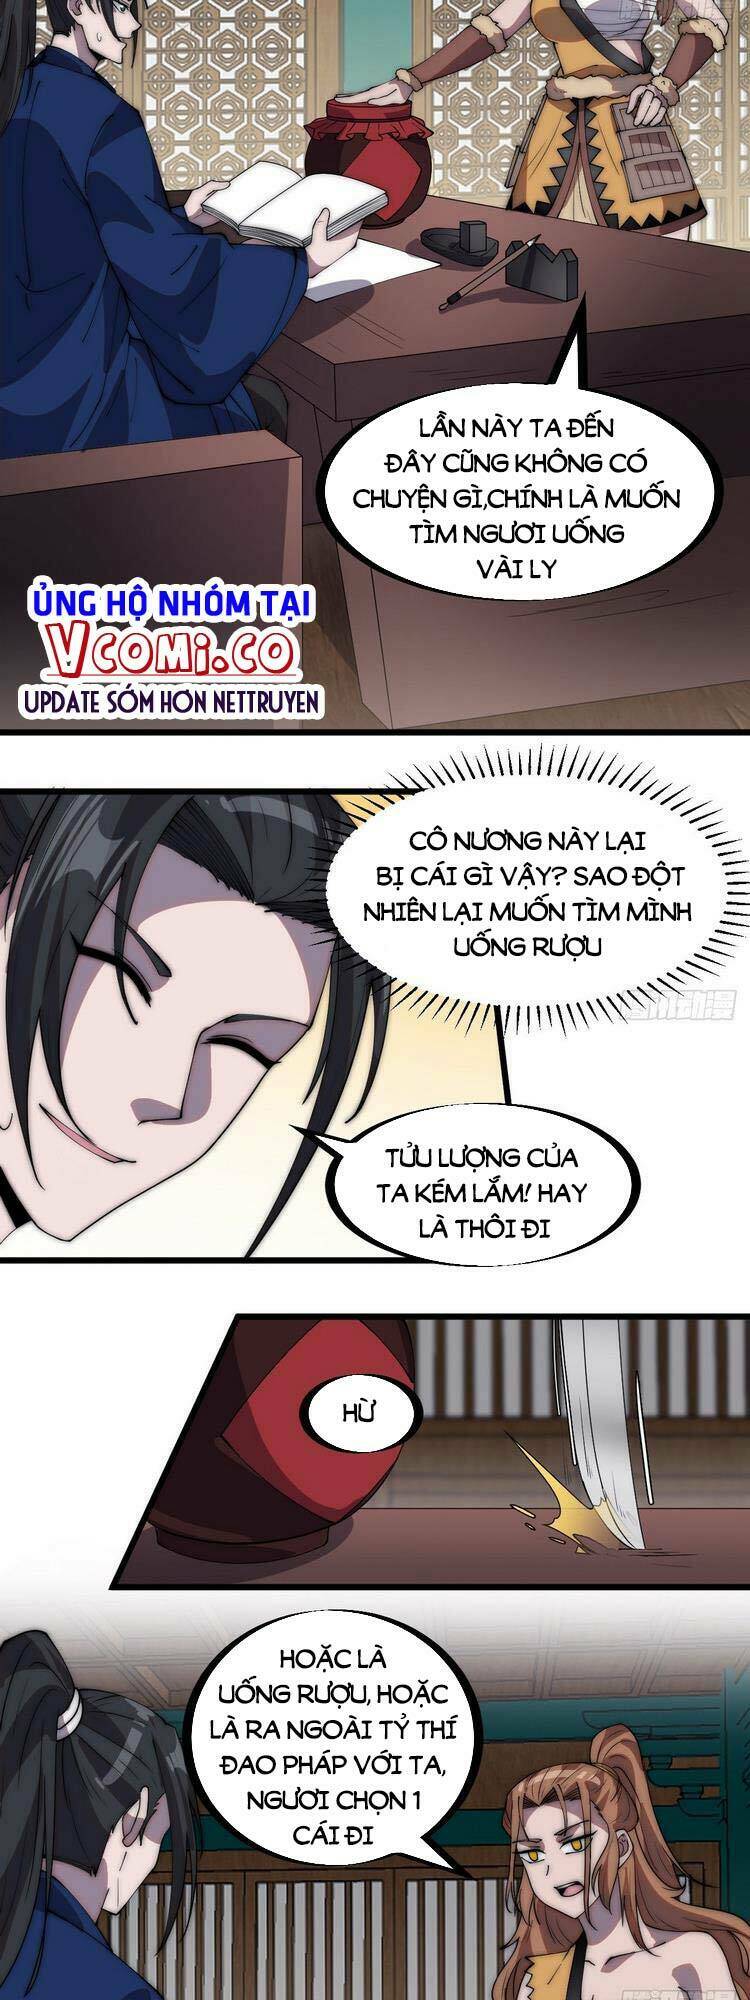 LẦN NÀY TA ĐẾN
ĐÂY CŨNG KHÔNG CÓ
CHUYỆN GÌ,CHÍNH LÀ MUỐN
TÌM NGƯƠI UỐNG
VÀI LY
ỦNG HỘ NHÓM TẠI
VCOMI.CO
UPDATE SỚM HƠN NETTRUYEN
CÔ NƯƠNG NÀY LẠI
BỊ CÁI GÌ VẬY? SAO ĐỘT
NHIÊN LẠI MUỐN TÌM MÌNH
UỐNG RƯỢU
TỬU LƯỢNG CỦA
TA KÉM LẮM! HAY
LÀ THÔI ĐI
HỪ
HOẶC LÀ
UỐNG RƯỢU, HOẶC
LÀ RA NGOÀI TỶ THÍ
ĐAO PHÁP VỚI TA,
NGƯƠI CHỌN 1
CÁI ĐI